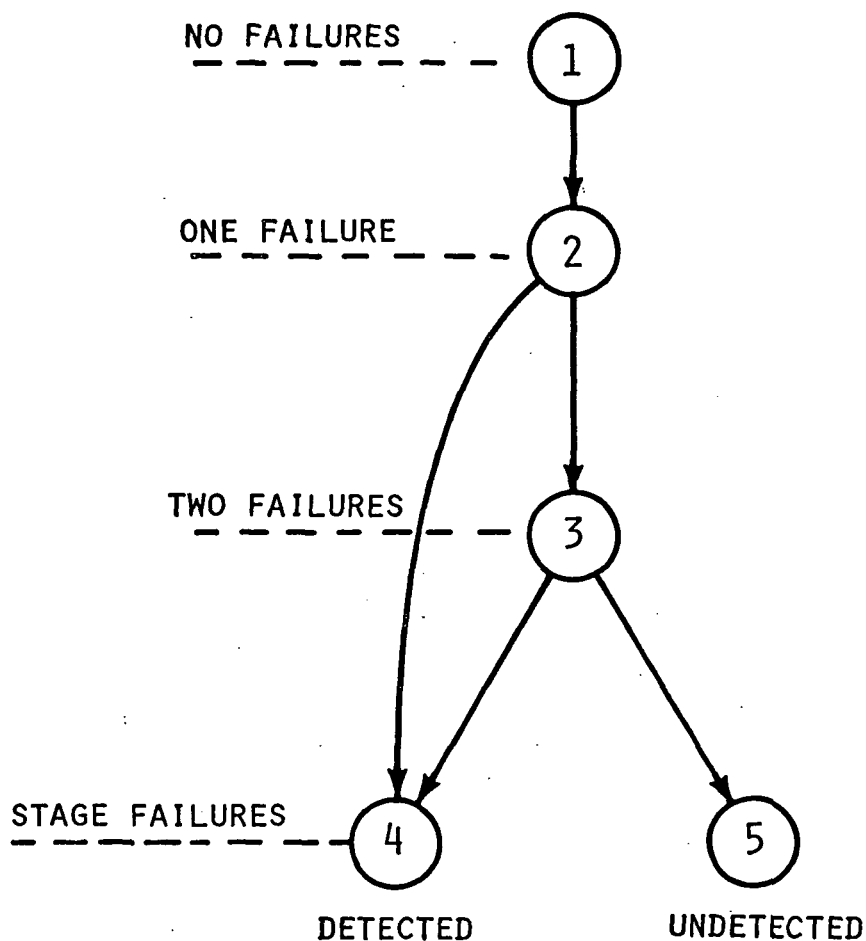 NO FAILURES
1
ONE FAILURE
2
TWO FAILURES
3
STAGE FAILURES
4
5
DETECTED
UNDETECTED